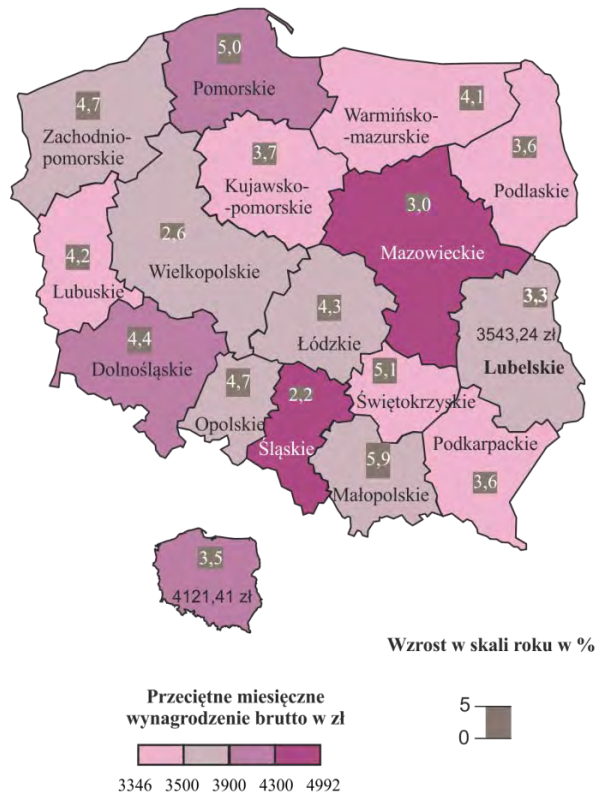 5,0
Pomorskie
4,7
Zachodnio-
pomorskie
4,1
Warmińsko-
-mazurskie
3,7
Kujawsko-
-pomorskie
3,6
Podlaskie
3,0
Mazowieckie
2,6
Wielkopolskie
4,2
Lubuskie
4,3
Łódzkie
3,3
3543,24 zł
Lubelskie
4,4
Dolnośląskie
4,7
Opolskie
2,2
Śląskie
5,1
Świętokrzyskie
5,9
Małopolskie
Podkarpackie
3,6
3,5
4121,41 zł
Wzrost w skali roku w %
5
0
Przeciętne miesięczne
wynagrodzenie brutto w zł
3346 3500 3900 4300 4992